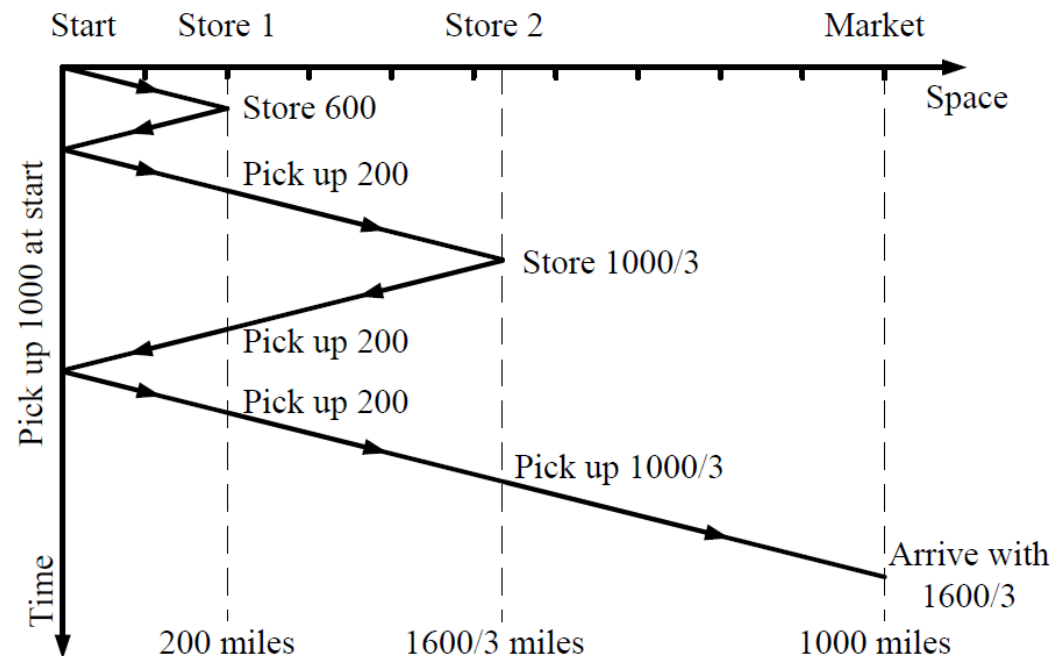 Start
Store 1
Store 2
Market
Space
Store 600
Pick up 200
Store 1000/3
Pick up 200
Pick up 200
Pick up 1000/3
Arrive with
1600/3
Pick up 1000 at start
Time
200 miles
1600/3 miles
1000 miles